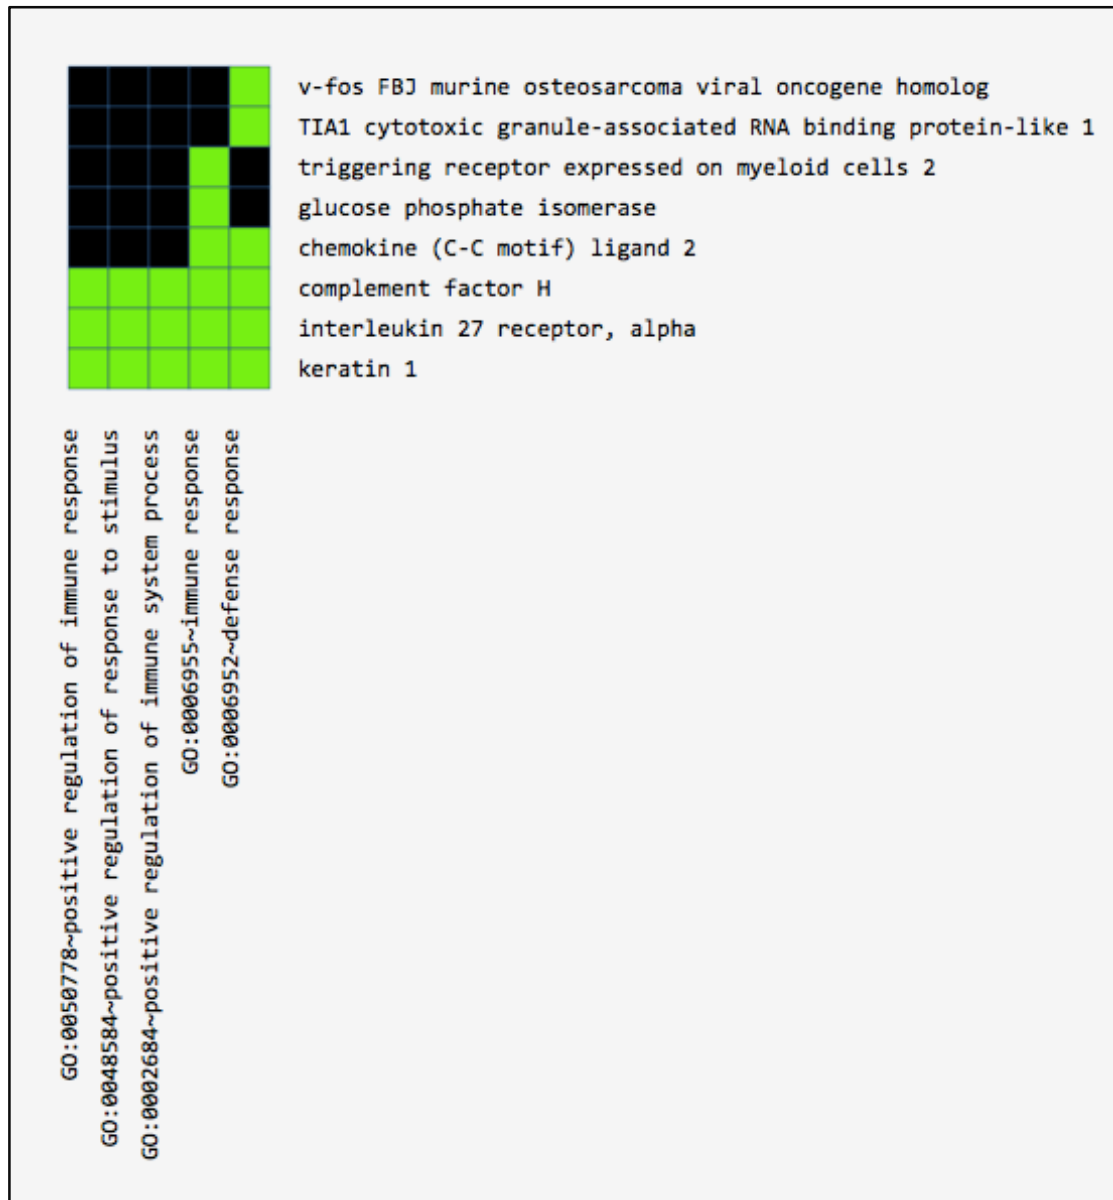 v-fos FBJ murine osteosarcoma viral oncogene homolog
TIA1 cytotoxic granule-associated RNA binding protein-like 1
triggering receptor expressed on myeloid cells 2
glucose phosphate isomerase
chemokine (C-C motif) ligand 2
complement factor H
interleukin 27 receptor, alpha
keratin 1
GO:0050778~positive regulation of immune response
GO:0048584~positive regulation of response to stimulus
GO:0002684~positive regulation of immune system process
GO:0006955~immune response
GO:0006952~defense response